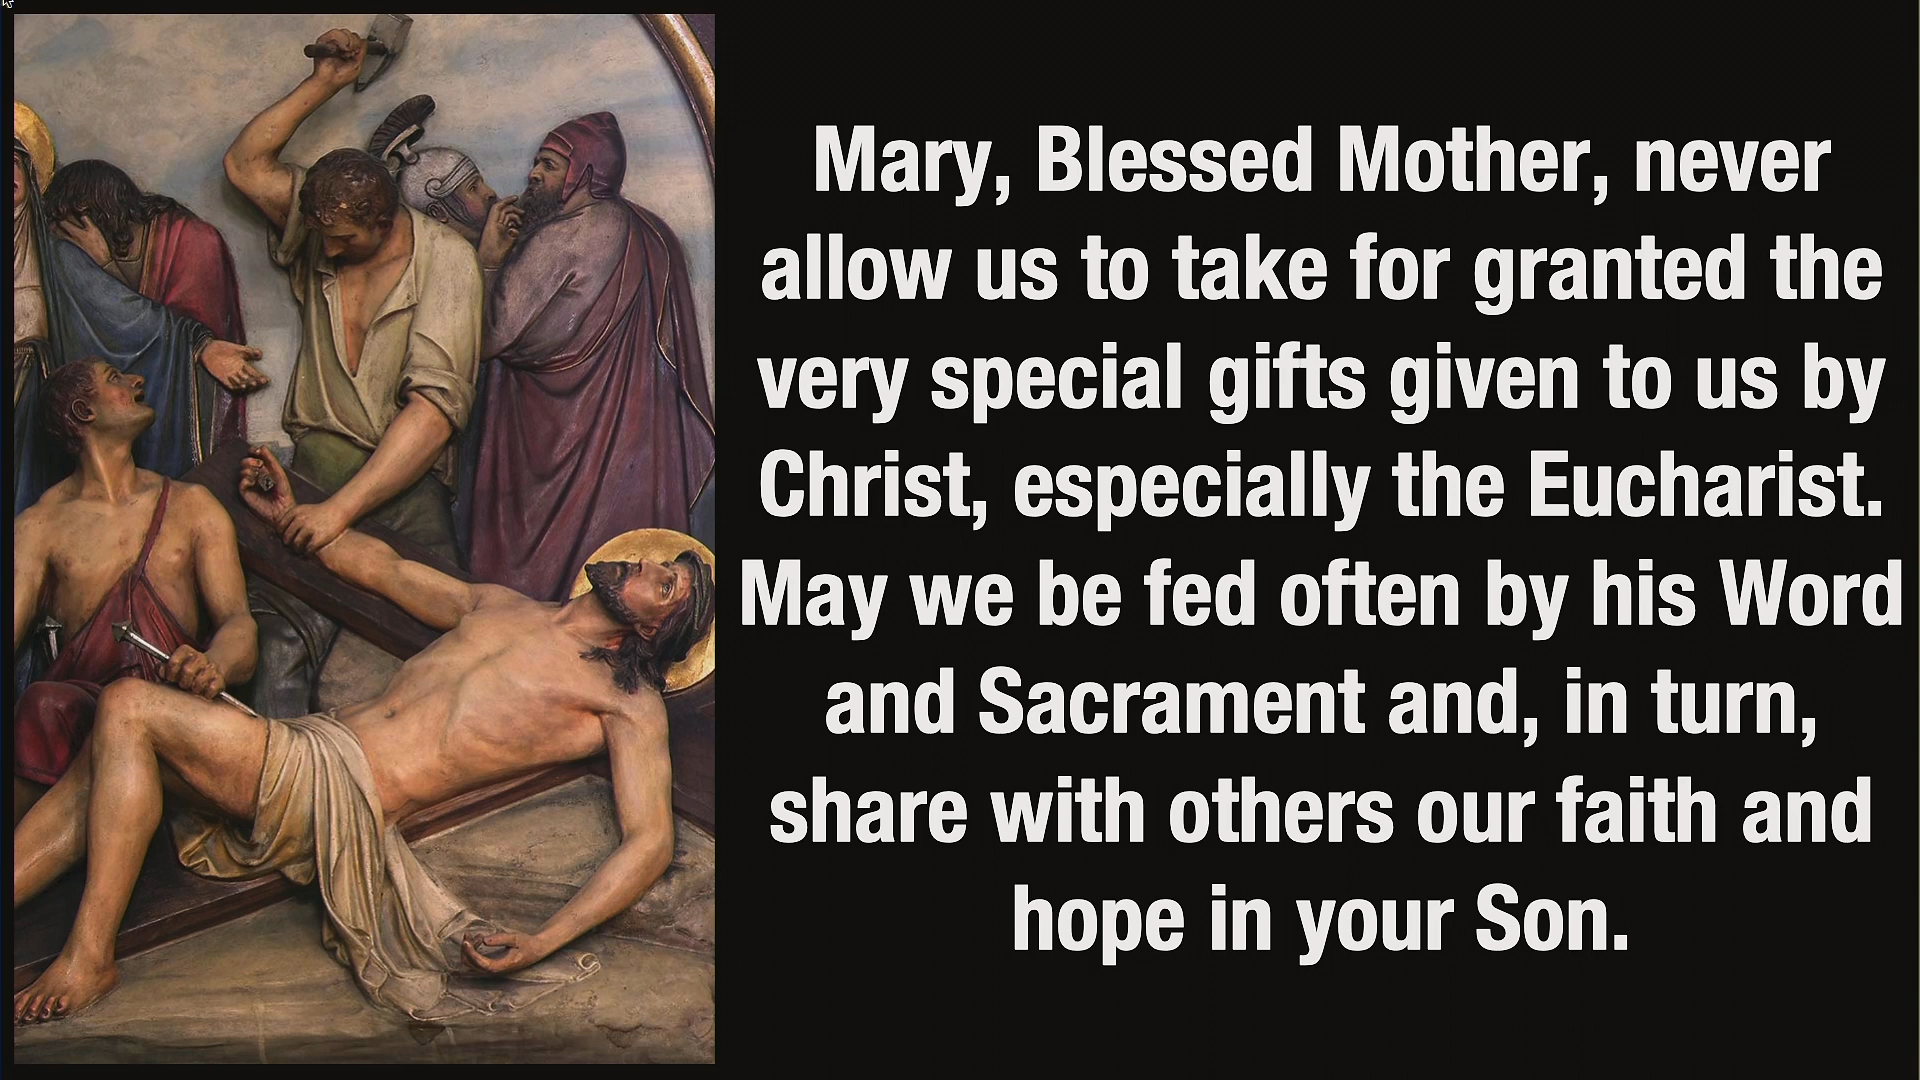 Mary, Blessed Mother, never
allow us to take for granted the
very special gifts given to us by
Christ, especially the Eucharist.
May we be fed often by his Word
and Sacrament and, in turn,
share with others our faith and
hope in your Son.